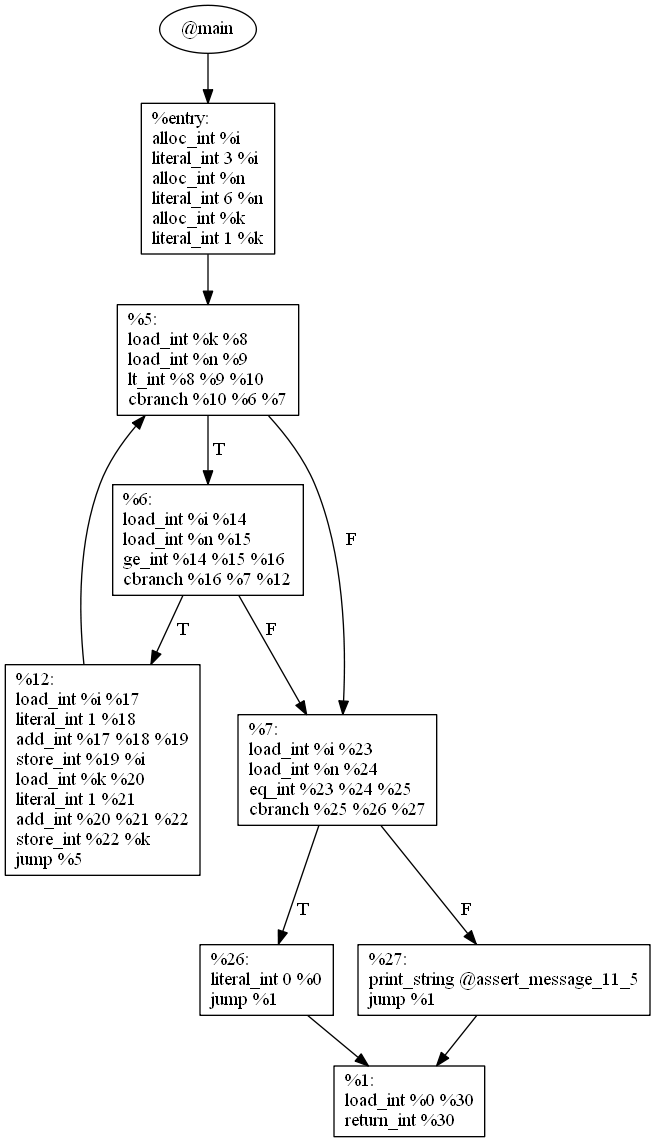 @main
%entry:
alloc_int %i
literal_int 3 %i
alloc_int %n
literal_int 6 %n
alloc_int %k
literal_int 1 %k
%5:
load_int %k %8
load_int %n %9
lt_int %8 %9 %10
cbranch %10 %6 %7
T
F
%6:
load_int %i %14
load_int %n %15
ge_int %14 %15 %16
cbranch %16 %7 %12
T
F
%12:
load_int %i %17
literal_int 1 %18
add_int %17 %18 %19
store_int %19 %i
load_int %k %20
literal_int 1 %21
add_int %20 %21 %22
store_int %22 %k
jump %5
%7:
load_int %i %23
load_int %n %24
eq_int %23 %24 %25
cbranch %25 %26 %27
T
F
%26:
literal_int 0 %0
jump %1
%27:
print_string @assert_message_11_5
jump %1
%1:
load_int %0 %30
return_int %30